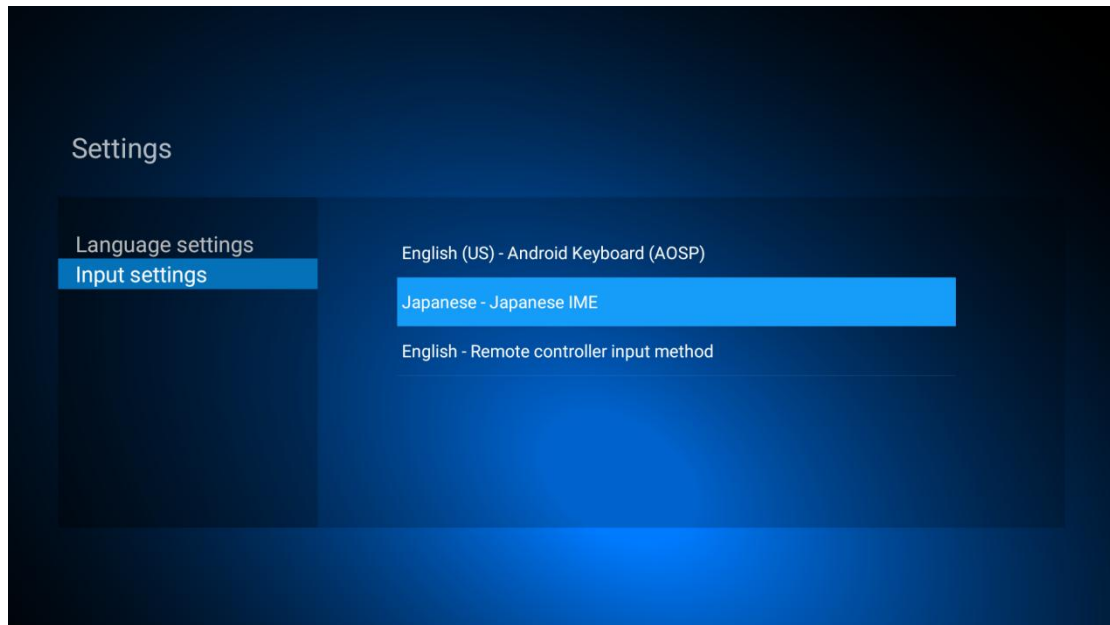 Settings
Language settings
Input settings
English (US) - Android Keyboard (AOSP)
Japanese - Japanese IME
English - Remote controller input method